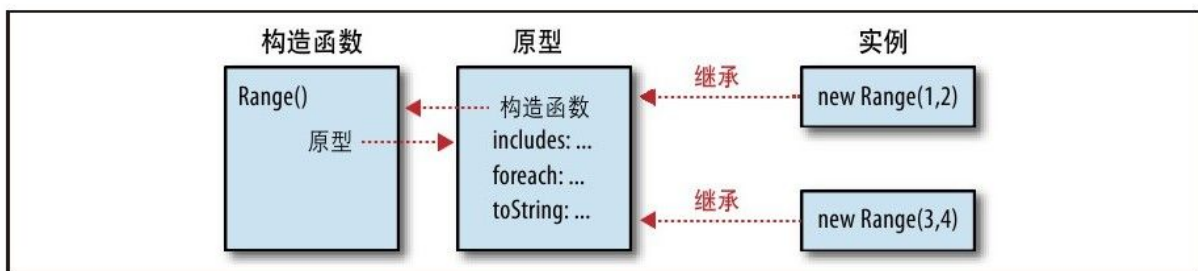 构造函数
原型
实例
Range()
原型
构造函数
includes: ...
foreach: ...
toString: ...
继承
new Range(1,2)
继承
new Range(3,4)